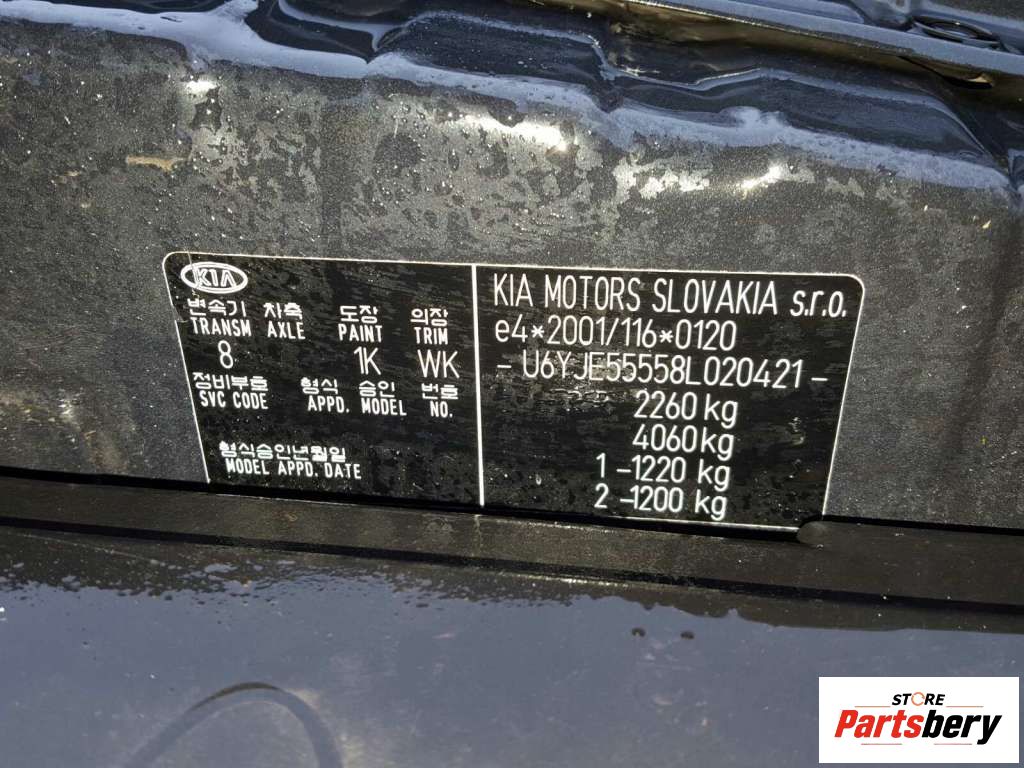 KIA
변속기 차축 도장 의장
TRANSM AXLE PAINT TRIM
8 1K WK
정비부호 형식 승인 번호
SVC CODE APPD. MODEL NO.
형식승인년월일
MODEL APPD. DATE
KIA MOTORS SLOVAKIA s.r.o.
e4*2001/116*0120
- U6YJE55558L020421 -
2260 kg
4060 kg
1 -1220 kg
2 -1200 kg
STORE
Partsbery